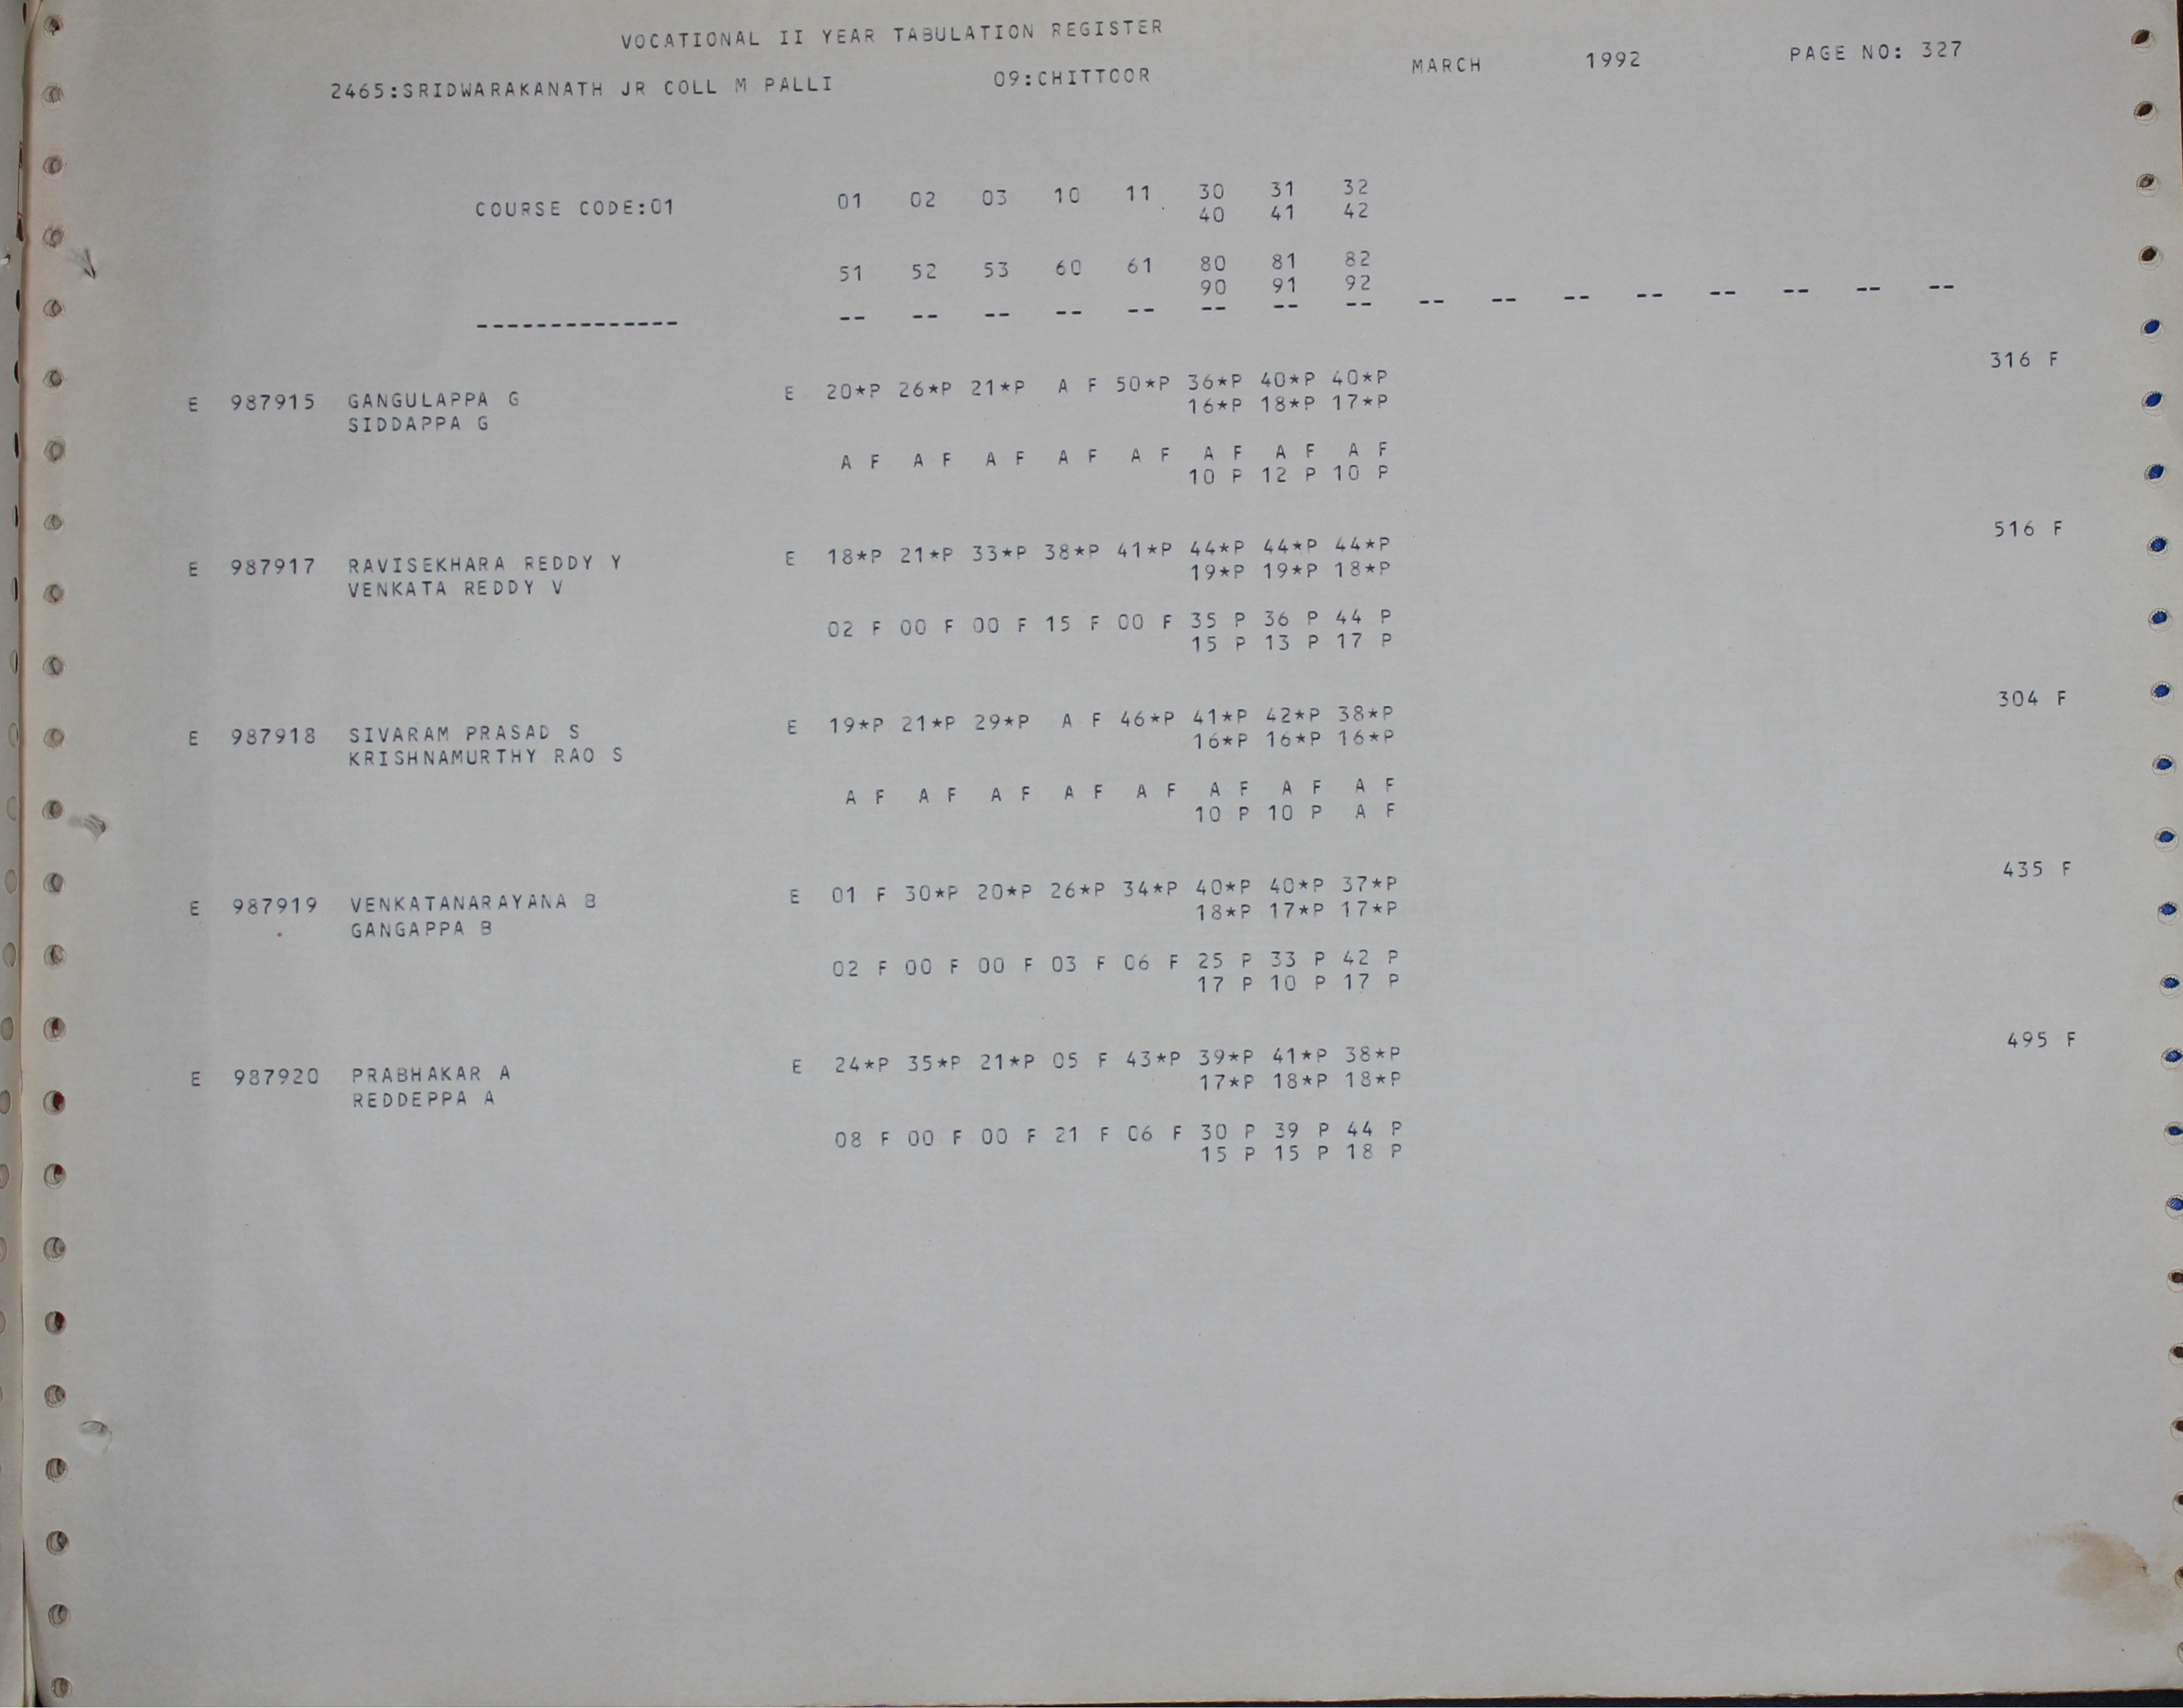 VOCATIONAL II YEAR TABULATION REGISTER
2465:SRIDWARAKANATH JR COLL M PALLI 09:CHITTOOR MARCH 1992 PAGE NO: 327
COURSE CODE:01 01 02 03 10 11 30 31 32
40 41 42
51 52 53 60 61 80 81 82
90 91 92
-------------- -- -- -- -- -- -- -- -- -- -- -- -- -- -- -- --
E 987915 GANGULAPPA G E 20*P 26*P 21*P A F 50*P 36*P 40*P 40*P 316 F
SIDDAPPA G 16*P 18*P 17*P
A F A F A F A F A F A F A F A F
10 P 12 P 10 P
E 987917 RAVISEKHARA REDDY Y E 18*P 21*P 33*P 38*P 41*P 44*P 44*P 44*P 516 F
VENKATA REDDY V 19*P 19*P 18*P
02 F 00 F 00 F 15 F 00 F 35 P 36 P 44 P
15 P 13 P 17 P
E 987918 SIVARAM PRASAD S E 19*P 21*P 29*P A F 46*P 41*P 42*P 38*P 304 F
KRISHNAMURTHY RAO S 16*P 16*P 16*P
A F A F A F A F A F A F A F A F
10 P 10 P A F
E 987919 VENKATANARAYANA B E 01 F 30*P 20*P 26*P 34*P 40*P 40*P 37*P 435 F
GANGAPPA B 18*P 17*P 17*P
02 F 00 F 00 F 03 F 06 F 25 P 33 P 42 P
17 P 10 P 17 P
E 987920 PRABHAKAR A E 24*P 35*P 21*P 05 F 43*P 39*P 41*P 38*P 495 F
REDDEPPA A 17*P 18*P 18*P
08 F 00 F 00 F 21 F 06 F 30 P 39 P 44 P
15 P 15 P 18 P